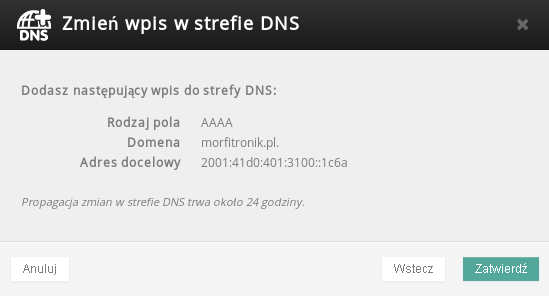 DNS Zmień wpis w strefie DNS
Dodasz następujący wpis do strefy DNS:
Rodzaj pola AAAA
Domena morfitronik.pl.
Adres docelowy 2001:41d0:401:3100::1c6a
Propagacja zmian w strefie DNS trwa około 24 godziny.
Anuluj Wstecz Zatwierdź